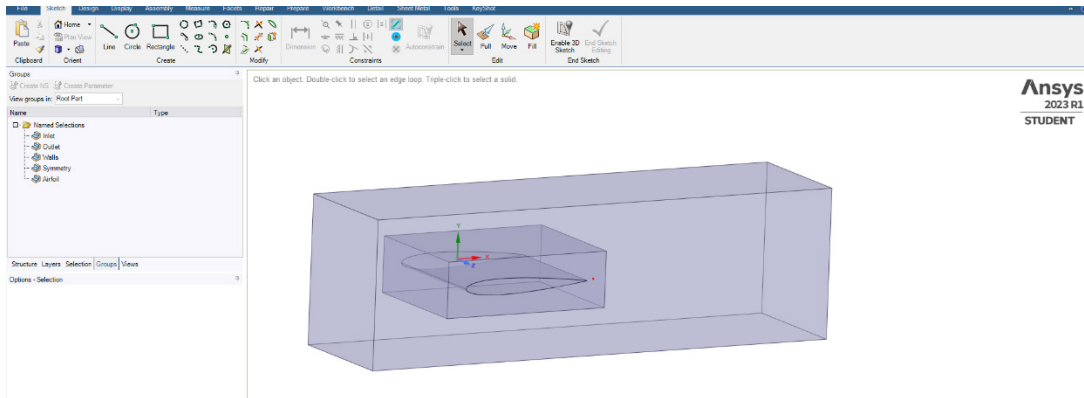 File Sketch Design Display Assembly Measure Facets Repair Prepare Workbench Detail Sheet Metal Tools KeyShot
Home
Plan View
Paste
Line Circle Rectangle
Dimension
Autoconstrain
Select Pull Move Fill
Enable 3D Sketch
End Sketch Editing
Clipboard Orient Create Modify Constraints Edit End Sketch
Groups
Create NS Create Parameter
View groups in: Root Part
Name Type
Named Selections
Inlet
Outlet
Walls
Symmetry
Airfoil
Structure Layers Selection Groups Views
Options - Selection
Click an object. Double-click to select an edge loop. Triple-click to select a solid.
Ansys
2023 R1
STUDENT
Y
X
Z